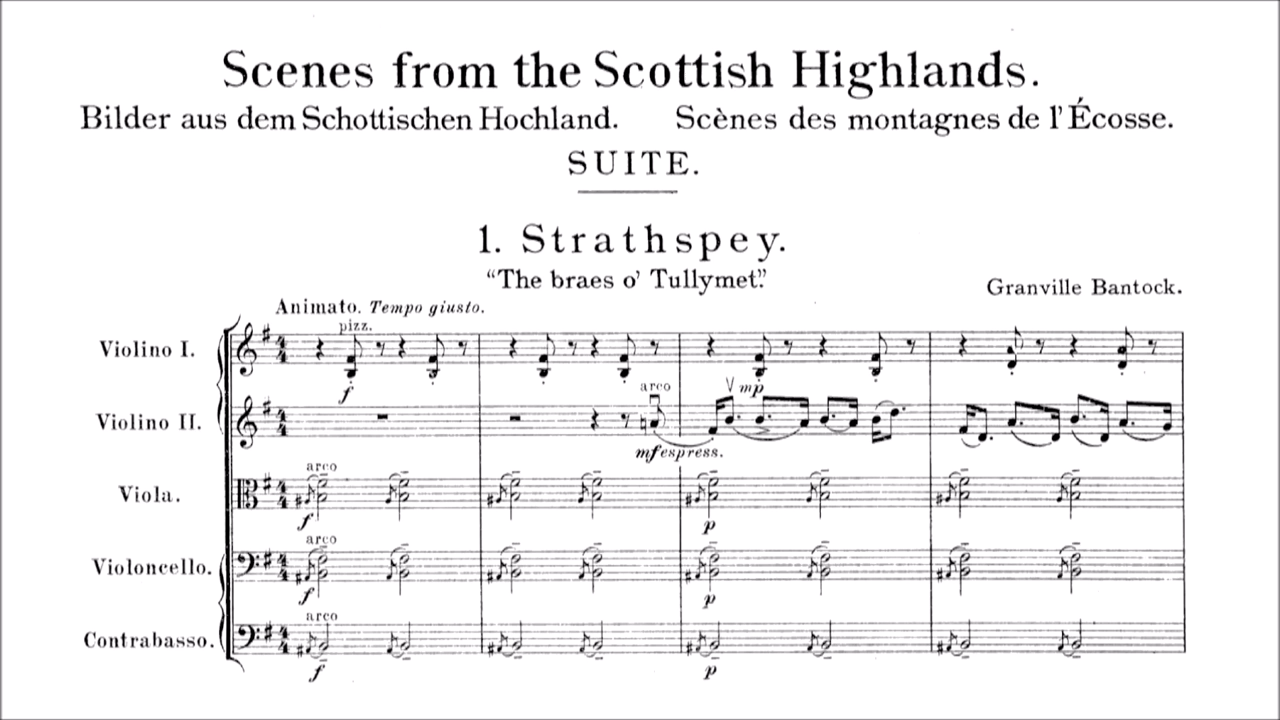 Scenes from the Scottish Highlands.
Bilder aus dem Schottischen Hochland. Scènes des montagnes de l'Écosse.
SUITE.
1. Strathspey.
"The braes o' Tullymet."
Granville Bantock.
Animato. Tempo giusto.
pizz.
Violino I.
f
arco
mp
Violino II.
mf espress.
arco
Viola.
f
p
arco
Violoncello.
f
p
arco
Contrabasso.
f
p